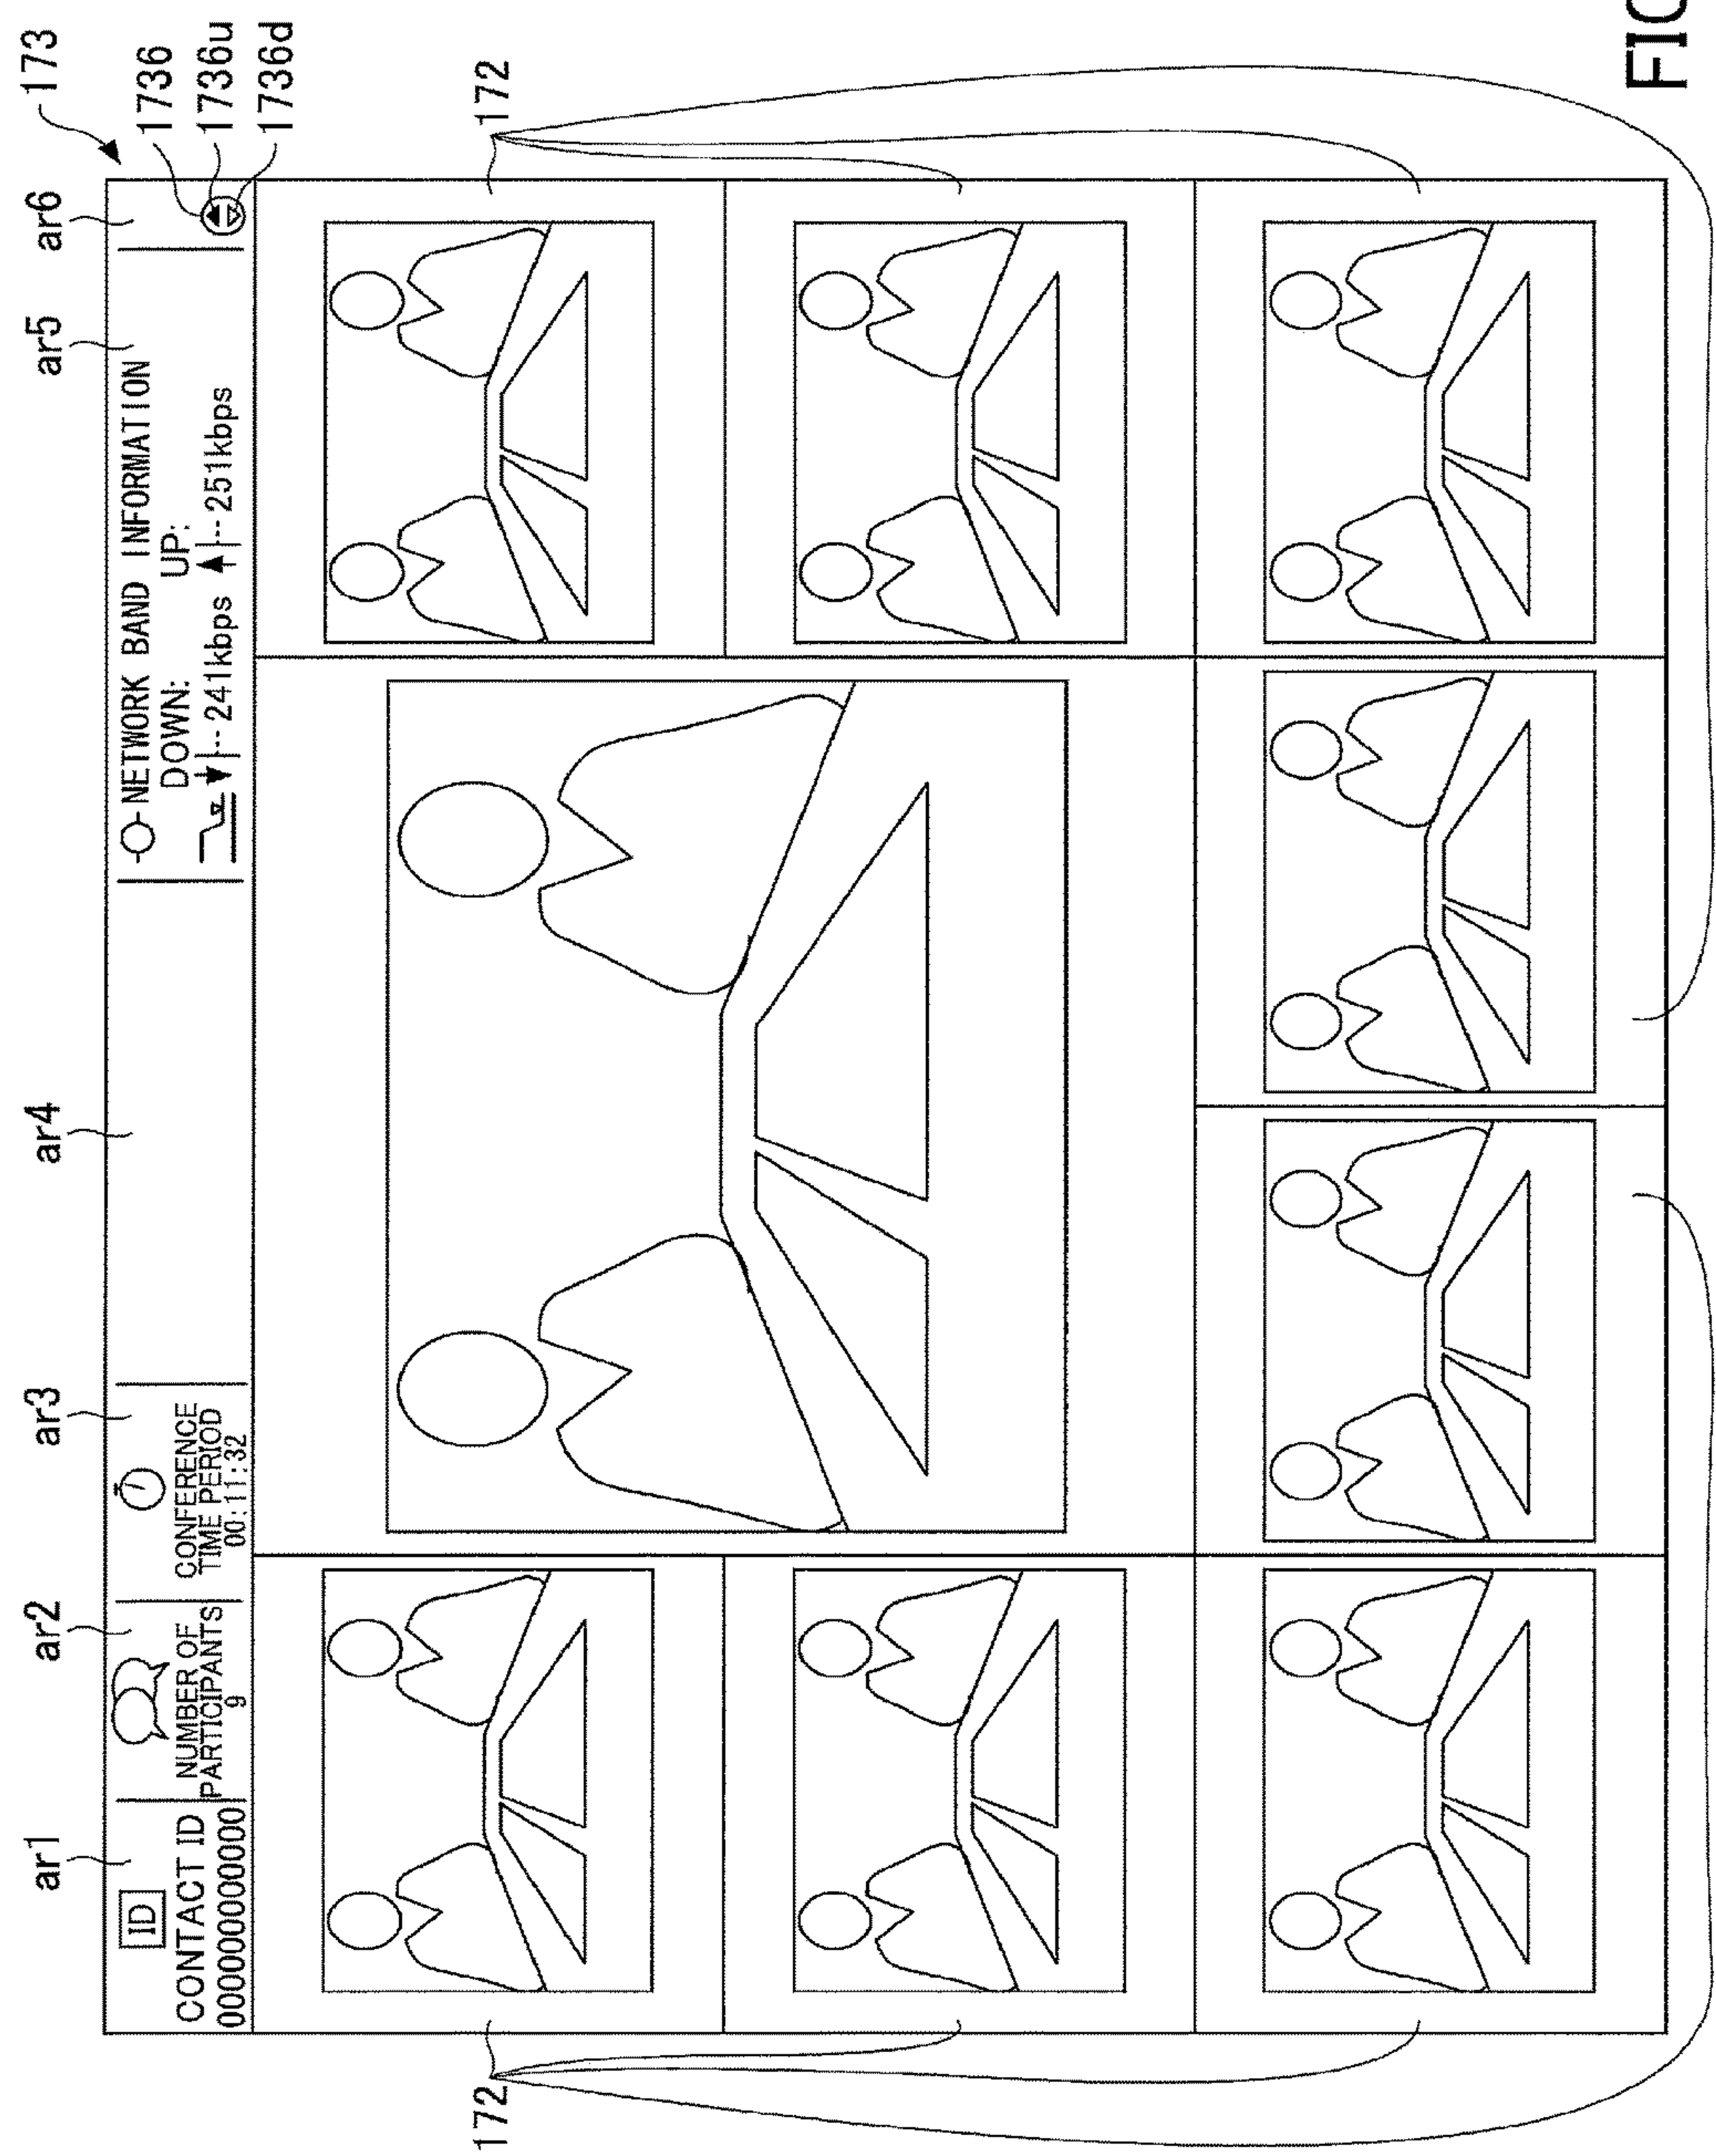 173
ar1
ar2
ar3
ar4
ar5
ar6
1736
1736u
1736d
ID
CONTACT ID
00000000000
NUMBER OF
PARTICIPANTS
9
CONFERENCE
TIME PERIOD
00:11:32
NETWORK BAND INFORMATION
DOWN: UP:
241kbps 251kbps
172
172
FIG